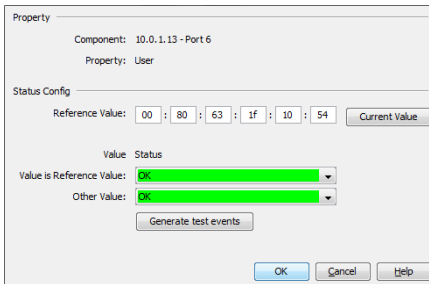 Property
Component: 10.0.1.13 - Port 6
Property: User
Status Config
Reference Value: 00 : 80 : 63 : 1f : 10 : 54 Current Value
Value Status
Value is Reference Value: OK
Other Value: OK
Generate test events
OK Cancel Help